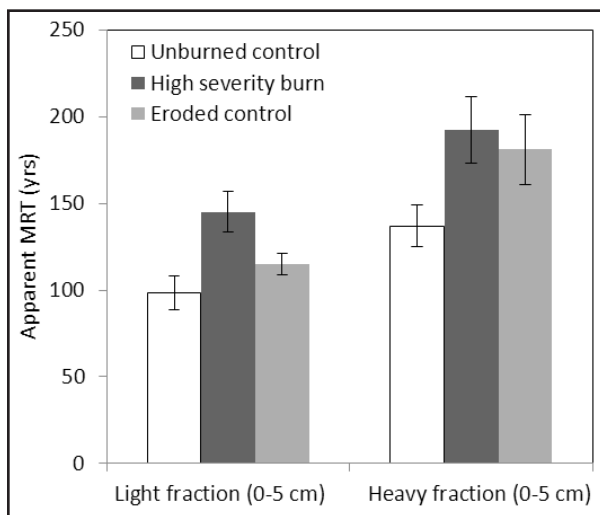 250
200
150
100
50
0
Apparent MRT (yrs)
Unburned control
High severity burn
Eroded control
Light fraction (0-5 cm)
Heavy fraction (0-5 cm)